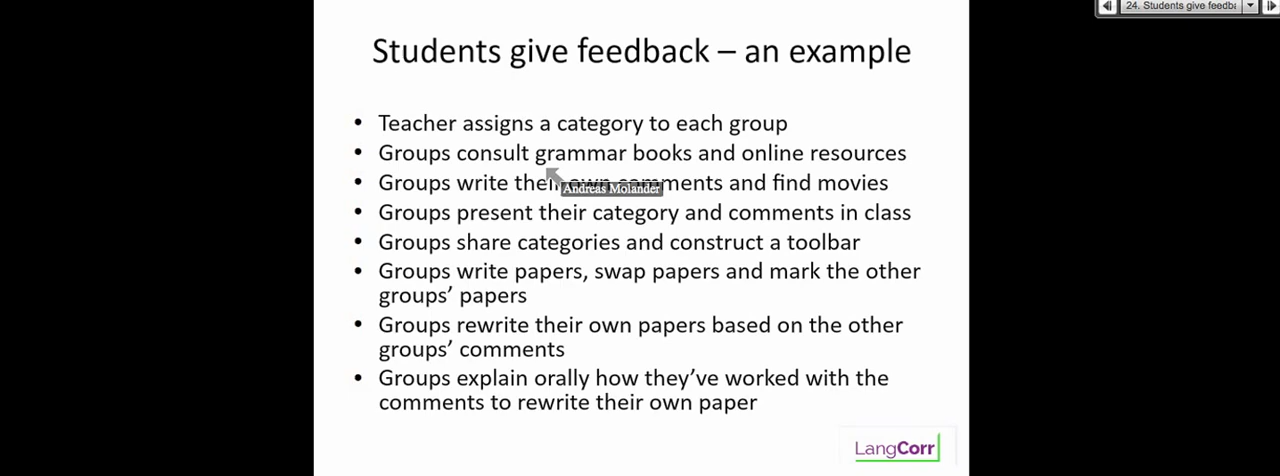 24. Students give feedba
Students give feedback – an example
• Teacher assigns a category to each group
• Groups consult grammar books and online resources
• Groups write their own comments and find movies
Andreas Molander
• Groups present their category and comments in class
• Groups share categories and construct a toolbar
• Groups write papers, swap papers and mark the other
groups’ papers
• Groups rewrite their own papers based on the other
groups’ comments
• Groups explain orally how they’ve worked with the
comments to rewrite their own paper
LangCorr